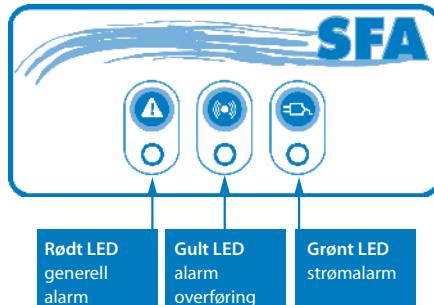 SFA
Rødt LED
generell
alarm
Gult LED
alarm
overføring
Grønt LED
strømalarm